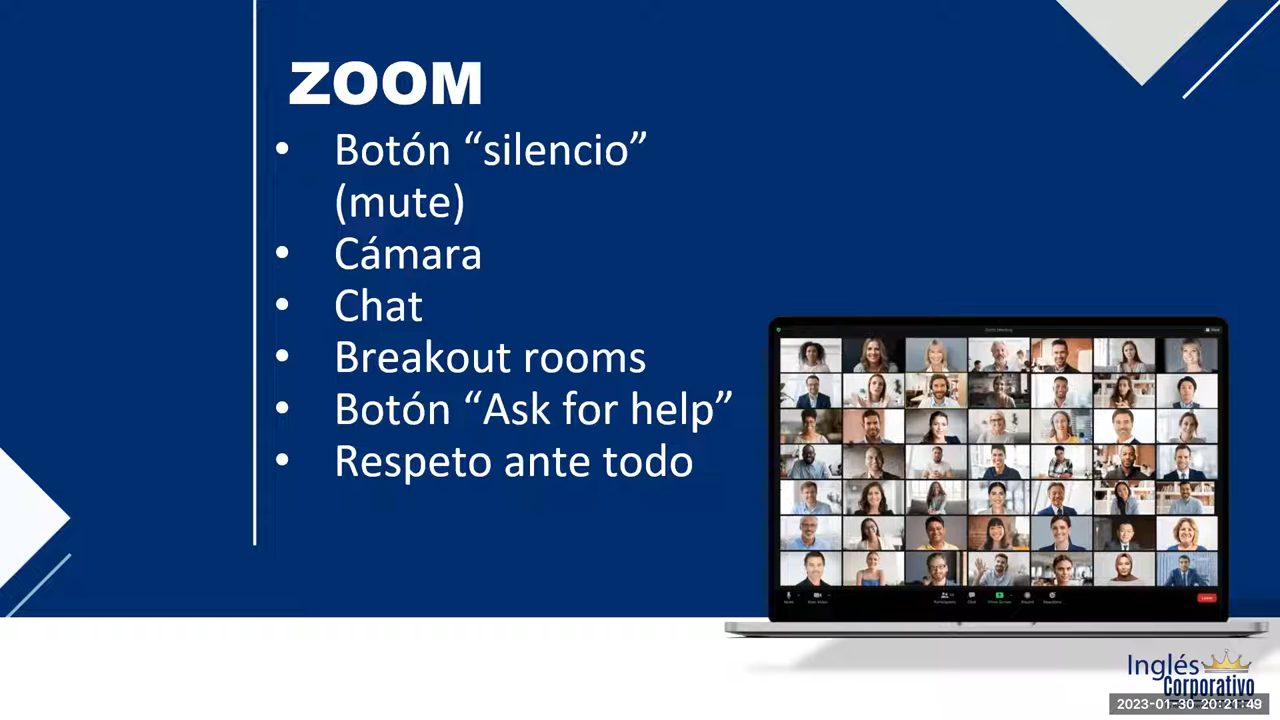 ZOOM
• Botón “silencio”
(mute)
• Cámara
• Chat
• Breakout rooms
• Botón “Ask for help”
• Respeto ante todo
Inglés
Corporativo
2023-01-30 20:21:49